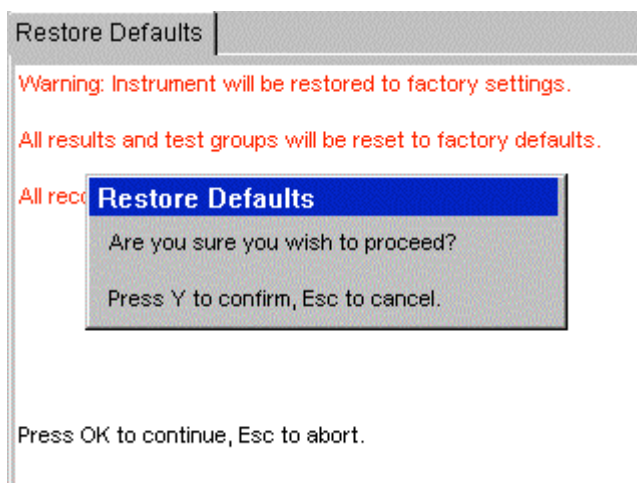 Restore Defaults
Warning: Instrument will be restored to factory settings.
All results and test groups will be reset to factory defaults.
All
Restore Defaults
Are you sure you wish to proceed?
Press Y to confirm, Esc to cancel.
Press OK to continue, Esc to abort.